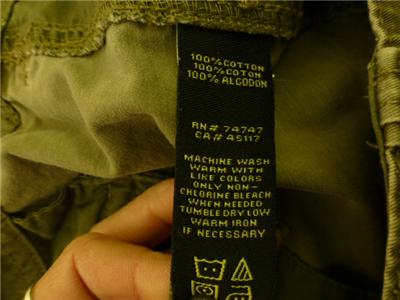 100% COTTON
100% COTON
100% ALGODON
RN# 74747
CA# 45117
MACHINE WASH
WARM WITH
LIKE COLORS
ONLY NON-
CHLORINE BLEACH
WHEN NEEDED
TUMBLE DRY LOW
WARM IRON
IF NECESSARY